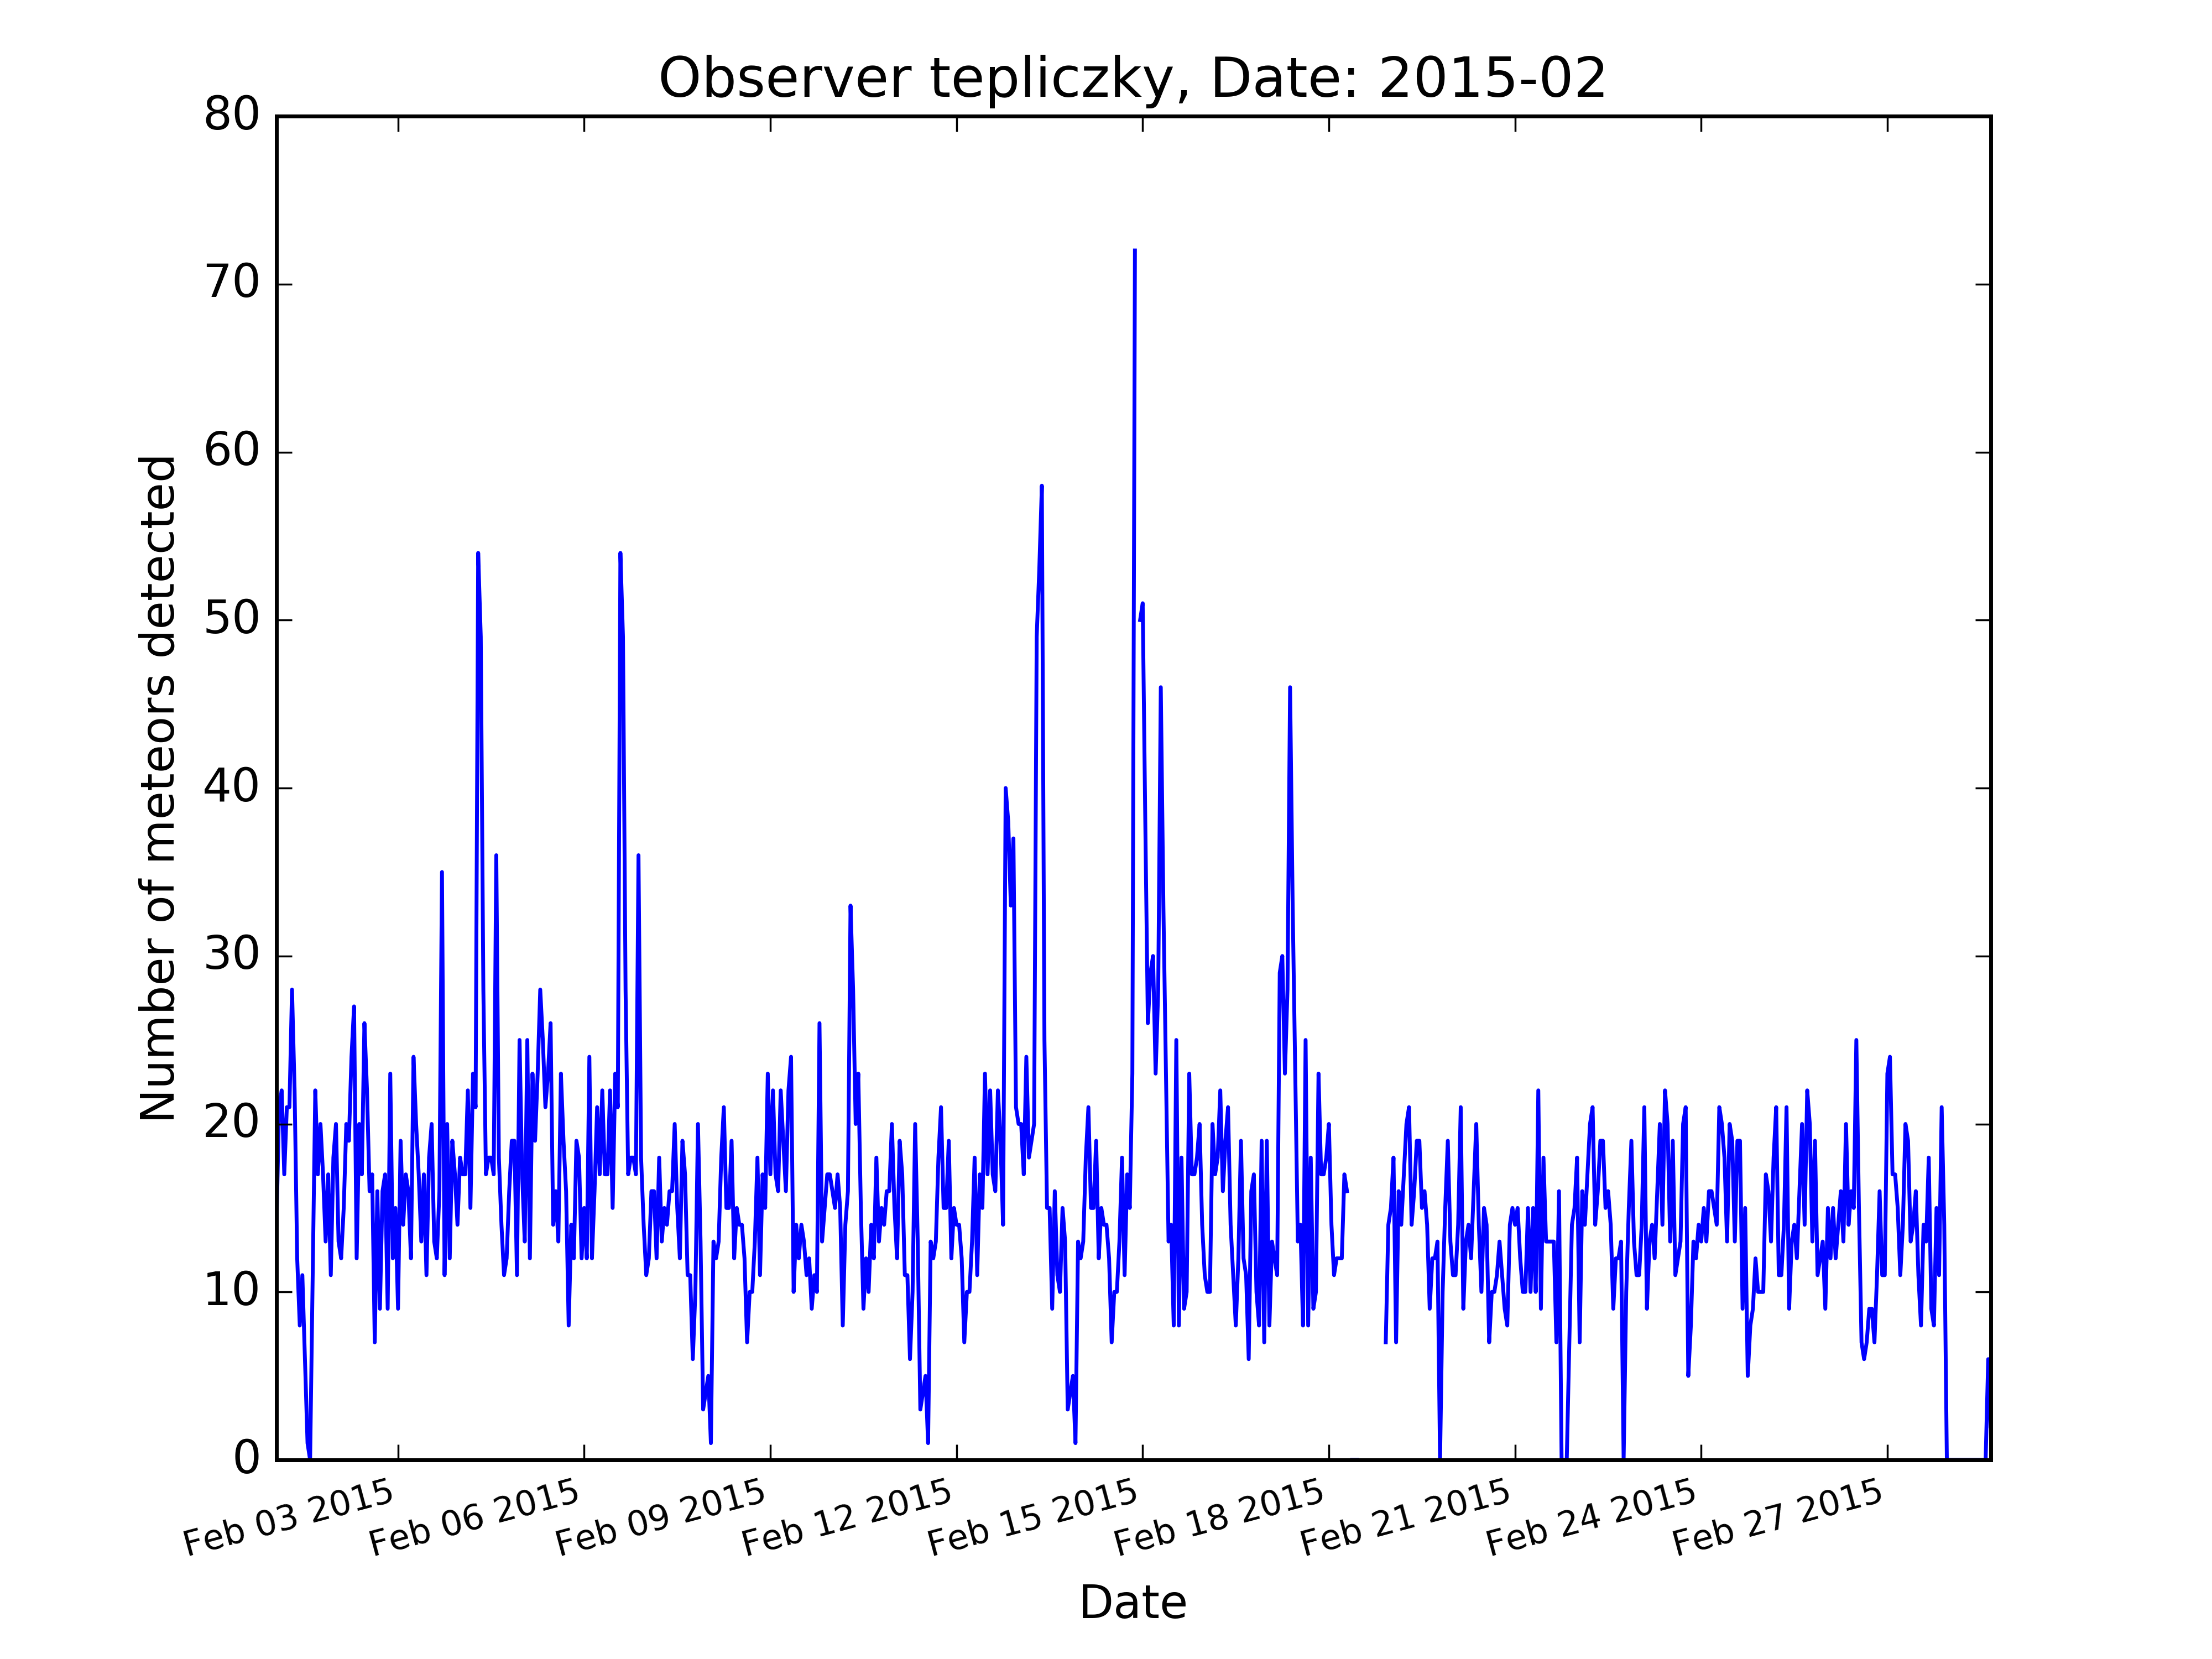 Observer tepliczky, Date: 2015-02
80
70
60
50
40
30
20
10
0
Number of meteors detected
Feb 03 2015
Feb 06 2015
Feb 09 2015
Feb 12 2015
Feb 15 2015
Feb 18 2015
Feb 21 2015
Feb 24 2015
Feb 27 2015
Date